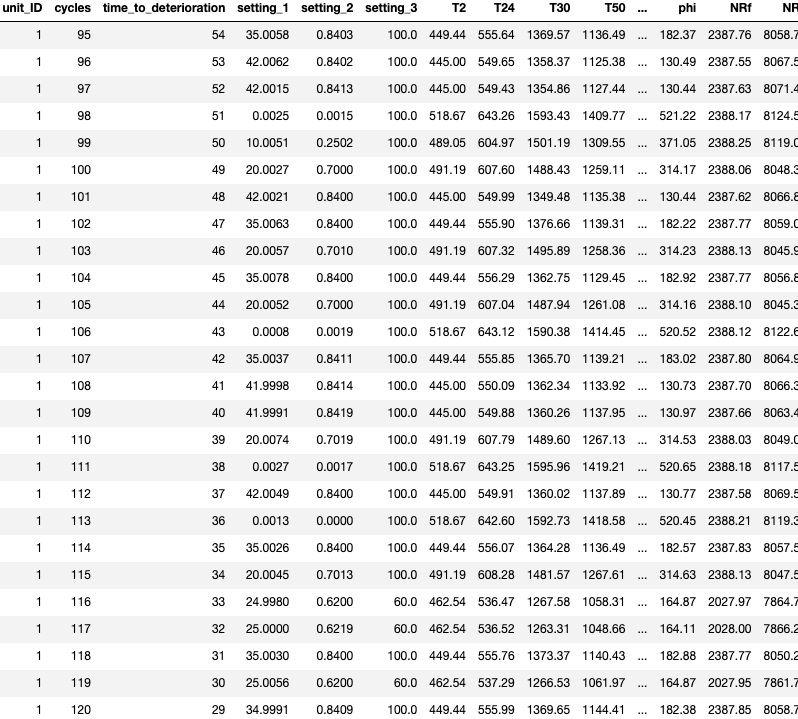 unit_ID cycles time_to_deterioration setting_1 setting_2 setting_3 T2 T24 T30 T50 ... phi NRf NR
1 95 54 35.0058 0.8403 100.0 449.44 555.64 1369.57 1136.49 ... 182.37 2387.76 8058.7
1 96 53 42.0062 0.8402 100.0 445.00 549.65 1358.37 1125.38 ... 130.49 2387.55 8067.5
1 97 52 42.0015 0.8413 100.0 445.00 549.43 1354.86 1127.44 ... 130.44 2387.63 8071.4
1 98 51 0.0025 0.0015 100.0 518.67 643.26 1593.43 1409.77 ... 521.22 2388.17 8124.5
1 99 50 10.0051 0.2502 100.0 489.05 604.97 1501.19 1309.55 ... 371.05 2388.25 8119.0
1 100 49 20.0027 0.7000 100.0 491.19 607.60 1488.43 1259.11 ... 314.17 2388.06 8048.3
1 101 48 42.0021 0.8400 100.0 445.00 549.99 1349.48 1135.38 ... 130.44 2387.62 8066.8
1 102 47 35.0063 0.8400 100.0 449.44 555.90 1376.66 1139.31 ... 182.22 2387.77 8059.0
1 103 46 20.0057 0.7010 100.0 491.19 607.32 1495.89 1258.36 ... 314.23 2388.13 8045.9
1 104 45 35.0078 0.8400 100.0 449.44 556.29 1362.75 1129.45 ... 182.92 2387.77 8056.8
1 105 44 20.0052 0.7000 100.0 491.19 607.04 1487.94 1261.08 ... 314.16 2388.10 8045.3
1 106 43 0.0008 0.0019 100.0 518.67 643.12 1590.38 1414.45 ... 520.52 2388.12 8122.6
1 107 42 35.0037 0.8411 100.0 449.44 555.85 1365.70 1139.21 ... 183.02 2387.80 8064.9
1 108 41 41.9998 0.8414 100.0 445.00 550.09 1362.34 1133.92 ... 130.73 2387.70 8066.3
1 109 40 41.9991 0.8419 100.0 445.00 549.88 1360.26 1137.95 ... 130.97 2387.66 8063.4
1 110 39 20.0074 0.7019 100.0 491.19 607.79 1489.60 1267.13 ... 314.53 2388.03 8049.0
1 111 38 0.0027 0.0017 100.0 518.67 643.25 1595.96 1419.21 ... 520.65 2388.18 8117.5
1 112 37 42.0049 0.8400 100.0 445.00 549.91 1360.02 1137.89 ... 130.77 2387.58 8069.5
1 113 36 0.0013 0.0000 100.0 518.67 642.60 1592.73 1418.58 ... 520.45 2388.21 8119.3
1 114 35 35.0026 0.8400 100.0 449.44 556.07 1364.28 1136.49 ... 182.57 2387.83 8057.5
1 115 34 20.0045 0.7013 100.0 491.19 608.28 1481.57 1267.61 ... 314.63 2388.13 8047.5
1 116 33 24.9980 0.6200 60.0 462.54 536.47 1267.58 1058.31 ... 164.87 2027.97 7864.7
1 117 32 25.0000 0.6219 60.0 462.54 536.52 1263.31 1048.66 ... 164.11 2028.00 7866.2
1 118 31 35.0030 0.8400 100.0 449.44 555.76 1373.37 1140.43 ... 182.88 2387.77 8050.2
1 119 30 25.0056 0.6200 60.0 462.54 537.29 1266.53 1061.97 ... 164.87 2027.95 7861.7
1 120 29 34.9991 0.8409 100.0 449.44 555.99 1369.65 1144.41 ... 182.38 2387.85 8058.7